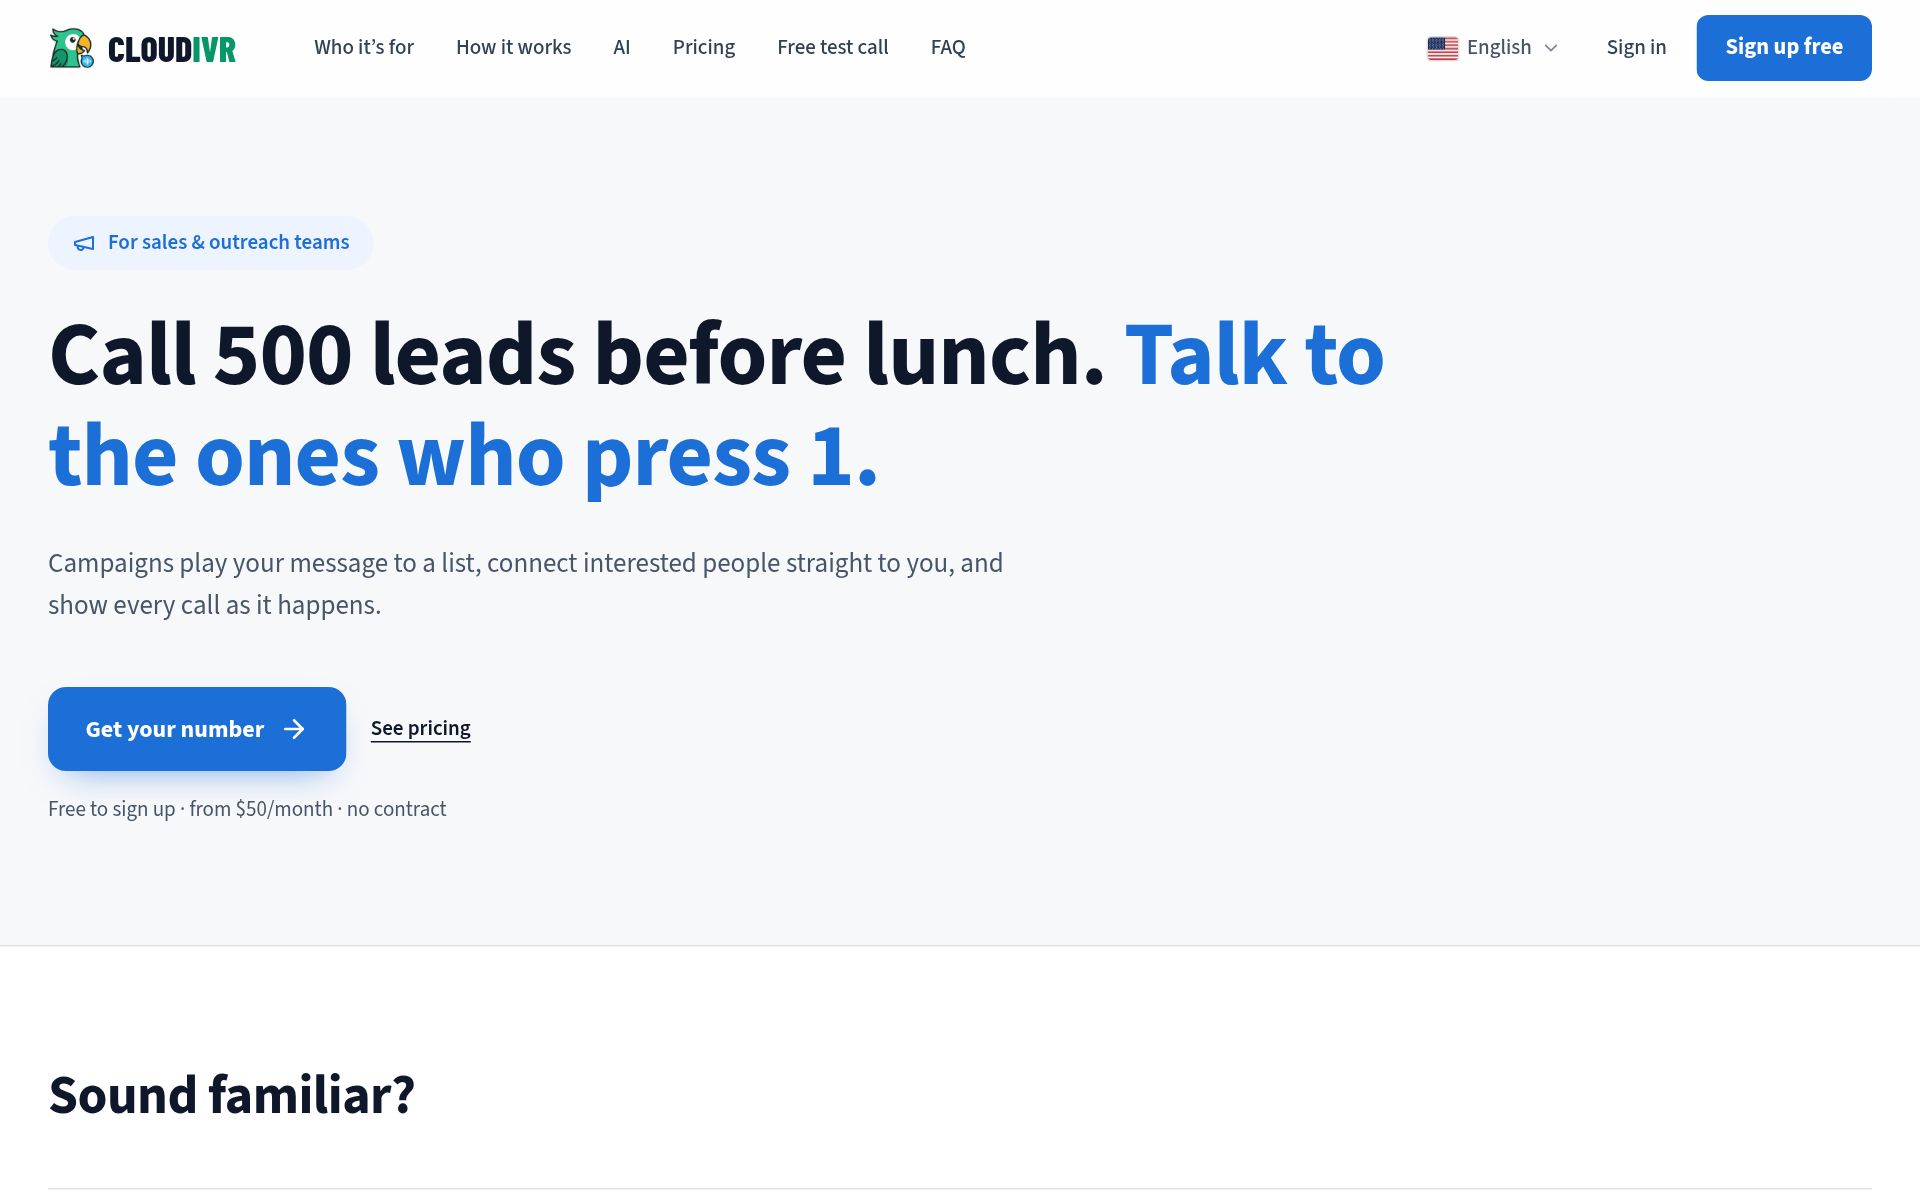 CLOUDIVR
Who it’s for
How it works
AI
Pricing
Free test call
FAQ
English
Sign in
Sign up free
For sales & outreach teams
Call 500 leads before lunch. Talk to
the ones who press 1.
Campaigns play your message to a list, connect interested people straight to you, and
show every call as it happens.
Get your number
See pricing
Free to sign up · from $50/month · no contract
Sound familiar?